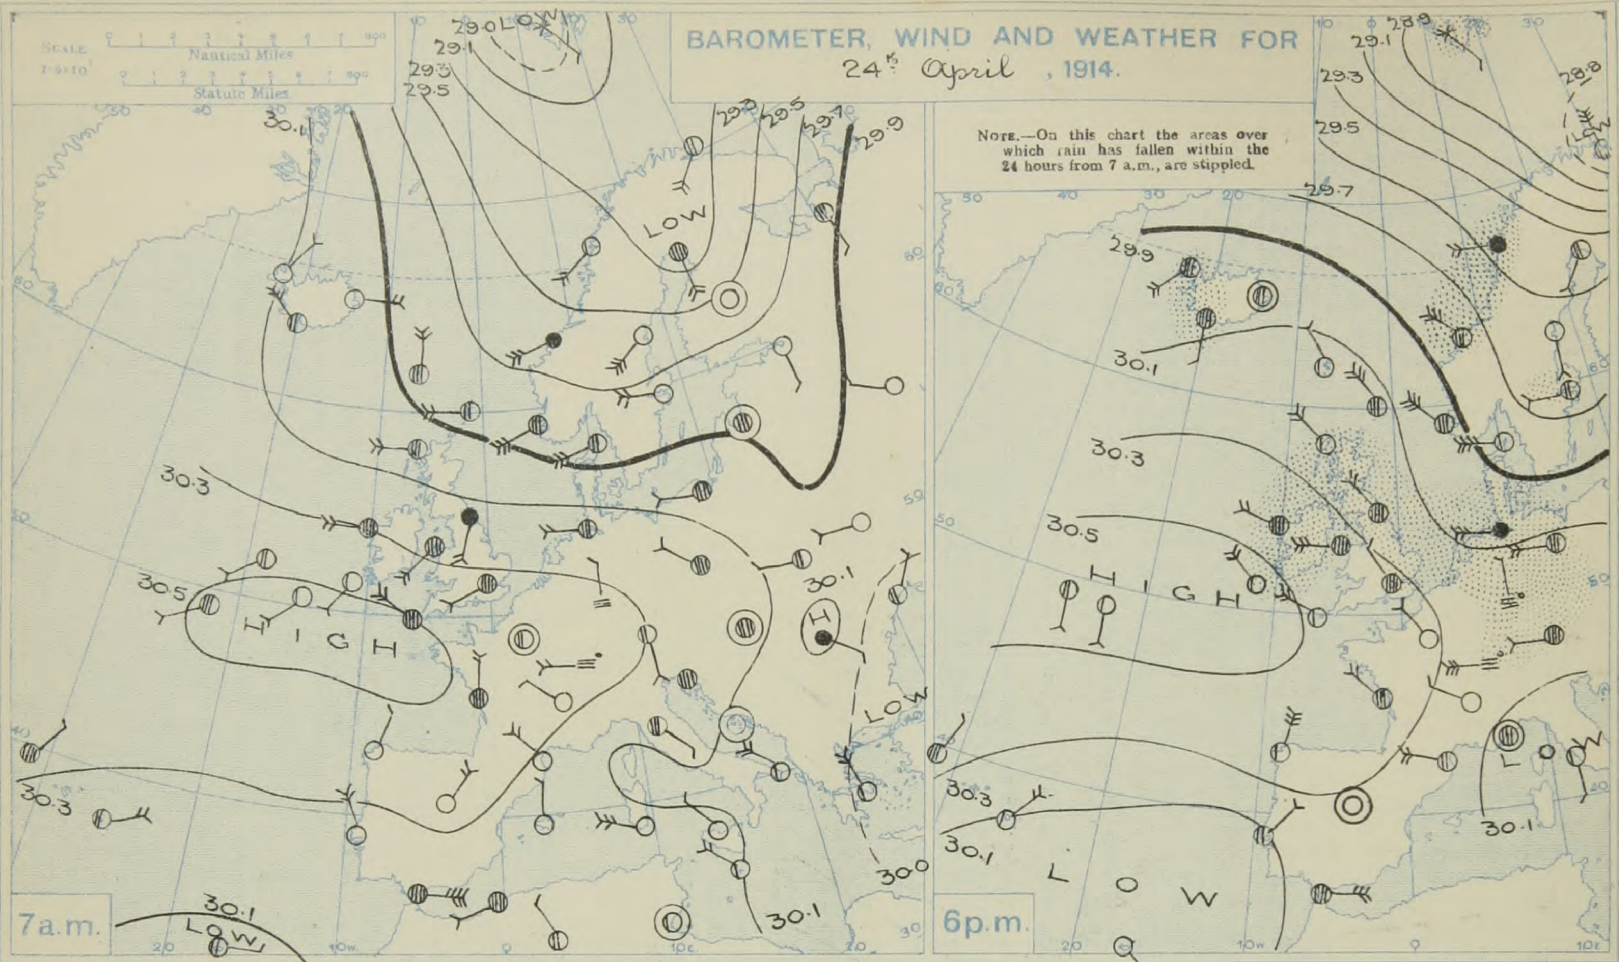 BAROMETER, WIND AND WEATHER FOR
24th April, 1914.
SCALE
Nautical Miles
Statute Miles.
NOTE.—On this chart the areas over
which rain has fallen within the
24 hours from 7 a.m., are stippled.
29.0 LOW
29.1
29.3
29.5
29.3
29.5
29.7
29.9
LOW
30.3
30.5
HIGH
30.1
H
LOW
30.3
30.0
30.1
30.1
LOW
7a.m.
28.9
29.1
28.8
29.3
29.5
29.7
29.9
30.1
30.3
30.5
HIGH
LOW
30.3
30.1
30.1
LOW
6p.m.